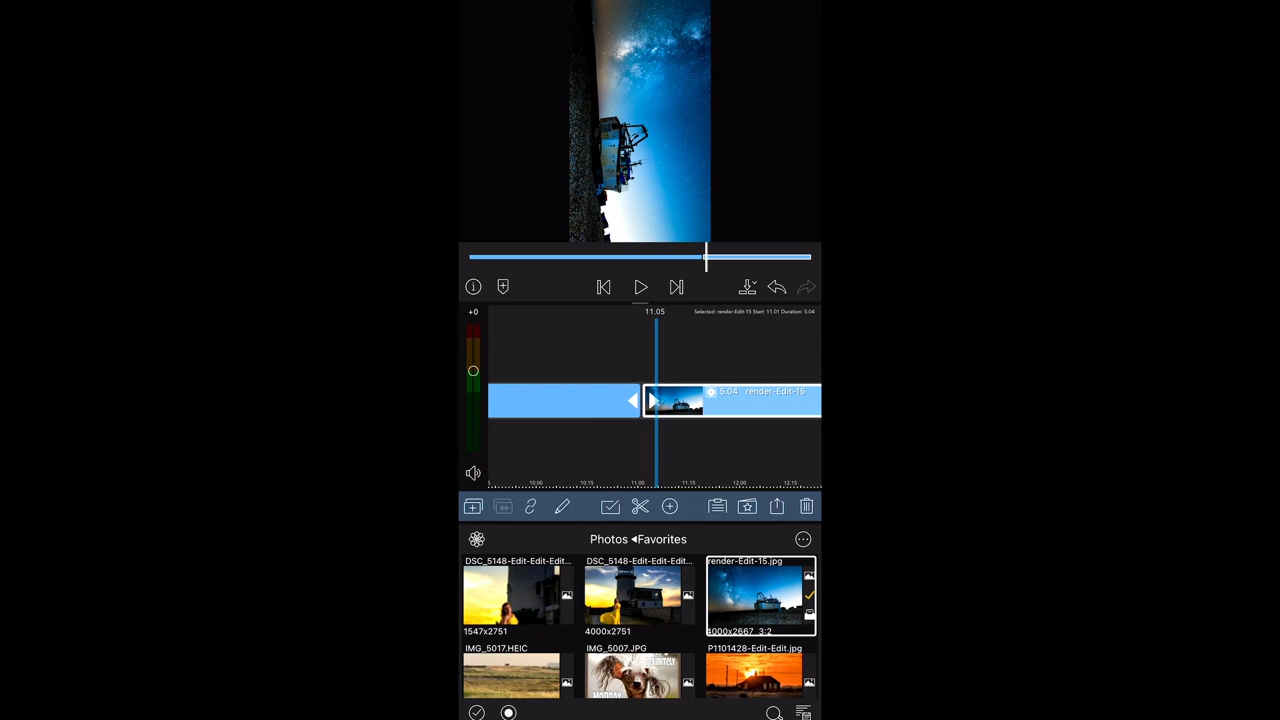 +0
11.05
Selected: render-Edit-15 Start: 11.01 Duration: 5.04
5.04 render-Edit-15
5 10.00 10.15 11.00 11.15 12.00 12.15
Photos ◀Favorites
DSC_5148-Edit-Edit-Edit... DSC_5148-Edit-Edit-Edit... render-Edit-15.jpg
1547x2751 4000x2751 4000x2667 3:2
IMG_5017.HEIC IMG_5007.JPG P1101428-Edit-Edit.jpg
DEFINITELY
MONDAY